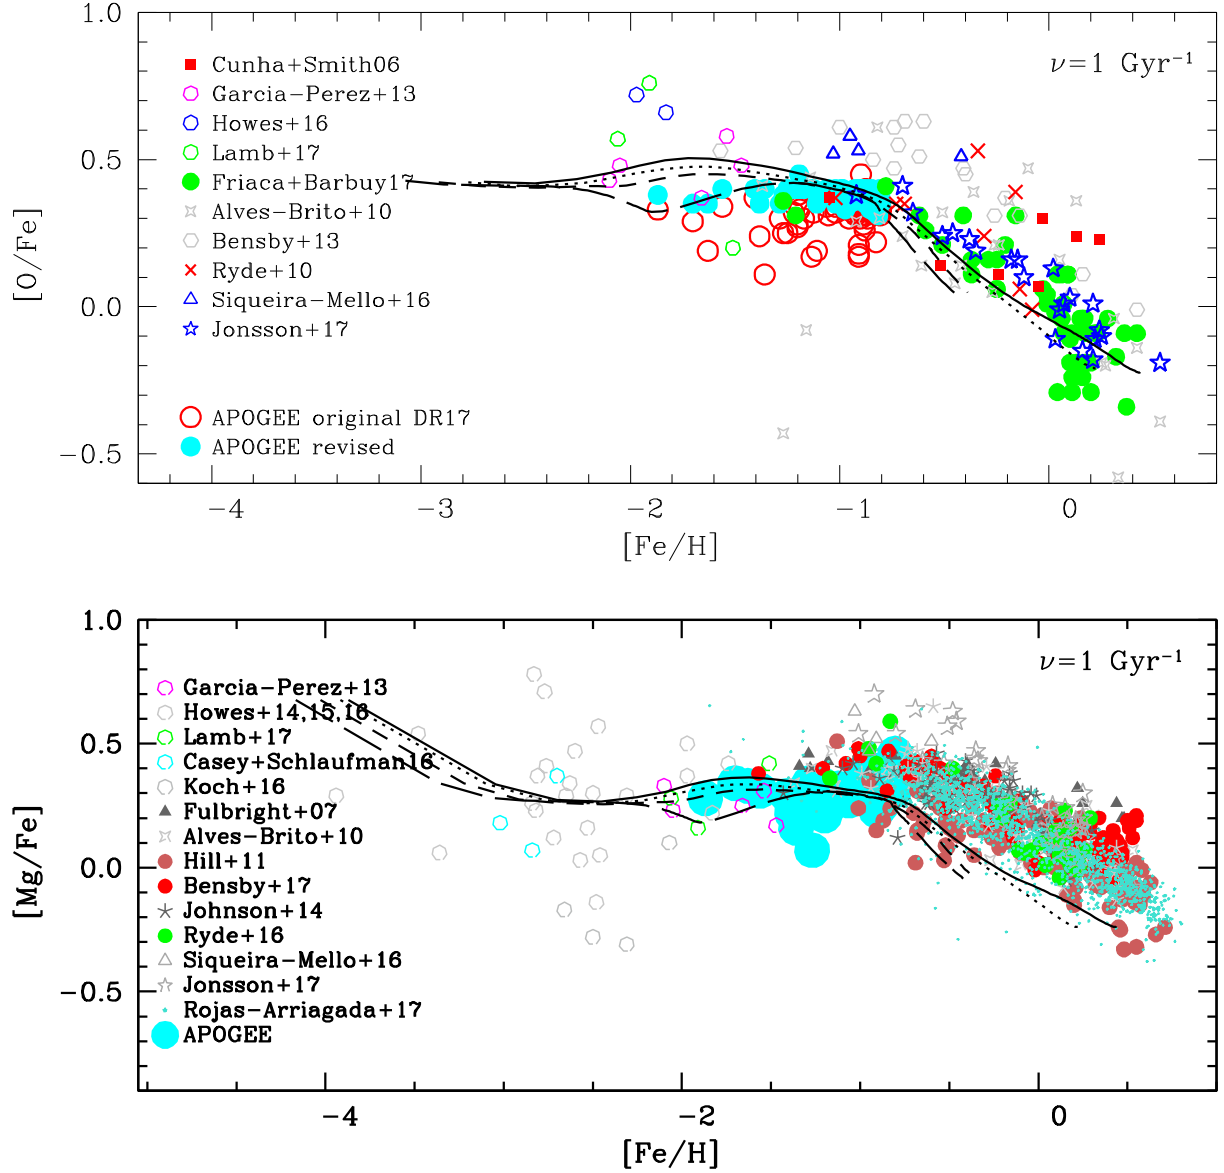 1.0
0.5
0.0
−0.5
[O/Fe]
ν=1 Gyr−1
Cunha+Smith06
Garcia−Perez+13
Howes+16
Lamb+17
Friaca+Barbuy17
Alves−Brito+10
Bensby+13
Ryde+10
Siqueira−Mello+16
Jonsson+17
APOGEE original DR17
APOGEE revised
−4 −3 −2 −1 0
[Fe/H]
1.0
0.5
0.0
−0.5
[Mg/Fe]
ν=1 Gyr−1
Garcia−Perez+13
Howes+14,15,16
Lamb+17
Casey+Schlaufman16
Koch+16
Fulbright+07
Alves−Brito+10
Hill+11
Bensby+17
Johnson+14
Ryde+16
Siqueira−Mello+16
Jonsson+17
Rojas−Arriagada+17
APOGEE
−4 −2 0
[Fe/H]